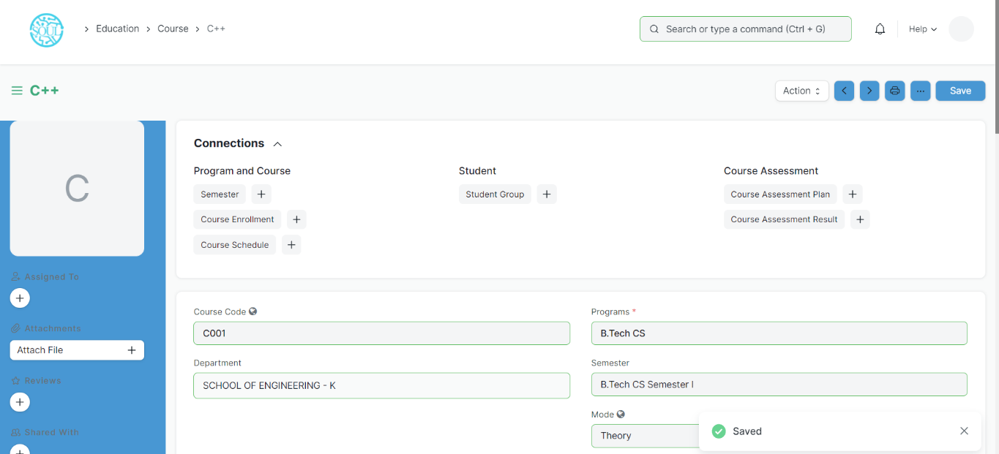 SOUL
Education
Course
C++
Search or type a command (Ctrl + G)
Help
C++
Action
...
Save
C
Connections
Program and Course
Student
Course Assessment
Semester +
Student Group +
Course Assessment Plan +
Course Enrollment +
Course Assessment Result +
Course Schedule +
Assigned To
+
Attachments
Attach File +
Reviews
+
Shared With
+
Course Code
Programs *
C001
B.Tech CS
Department
Semester
SCHOOL OF ENGINEERING - K
B.Tech CS Semester I
Mode
Theory
Saved